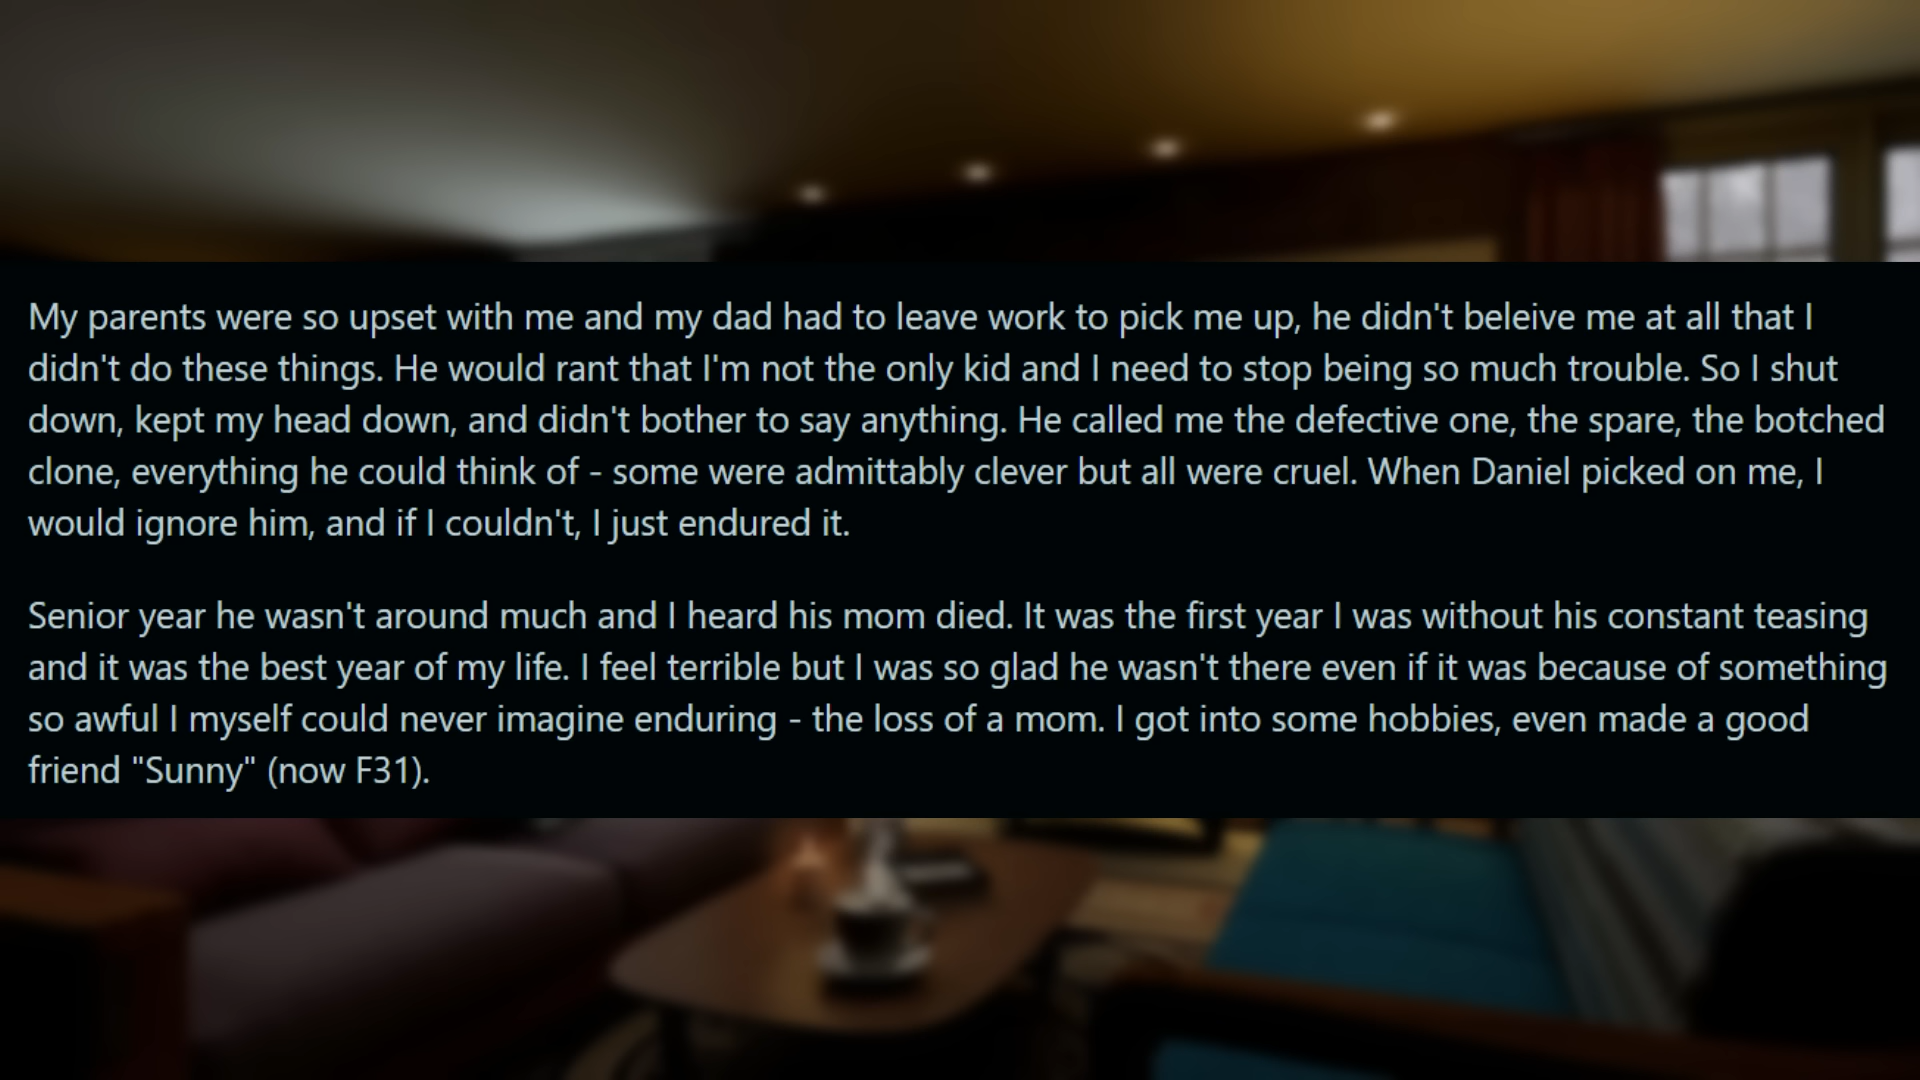 My parents were so upset with me and my dad had to leave work to pick me up, he didn't beleive me at all that I
didn't do these things. He would rant that I'm not the only kid and I need to stop being so much trouble. So I shut
down, kept my head down, and didn't bother to say anything. He called me the defective one, the spare, the botched
clone, everything he could think of - some were admittably clever but all were cruel. When Daniel picked on me, I
would ignore him, and if I couldn't, I just endured it.
Senior year he wasn't around much and I heard his mom died. It was the first year I was without his constant teasing
and it was the best year of my life. I feel terrible but I was so glad he wasn't there even if it was because of something
so awful I myself could never imagine enduring - the loss of a mom. I got into some hobbies, even made a good
friend "Sunny" (now F31).